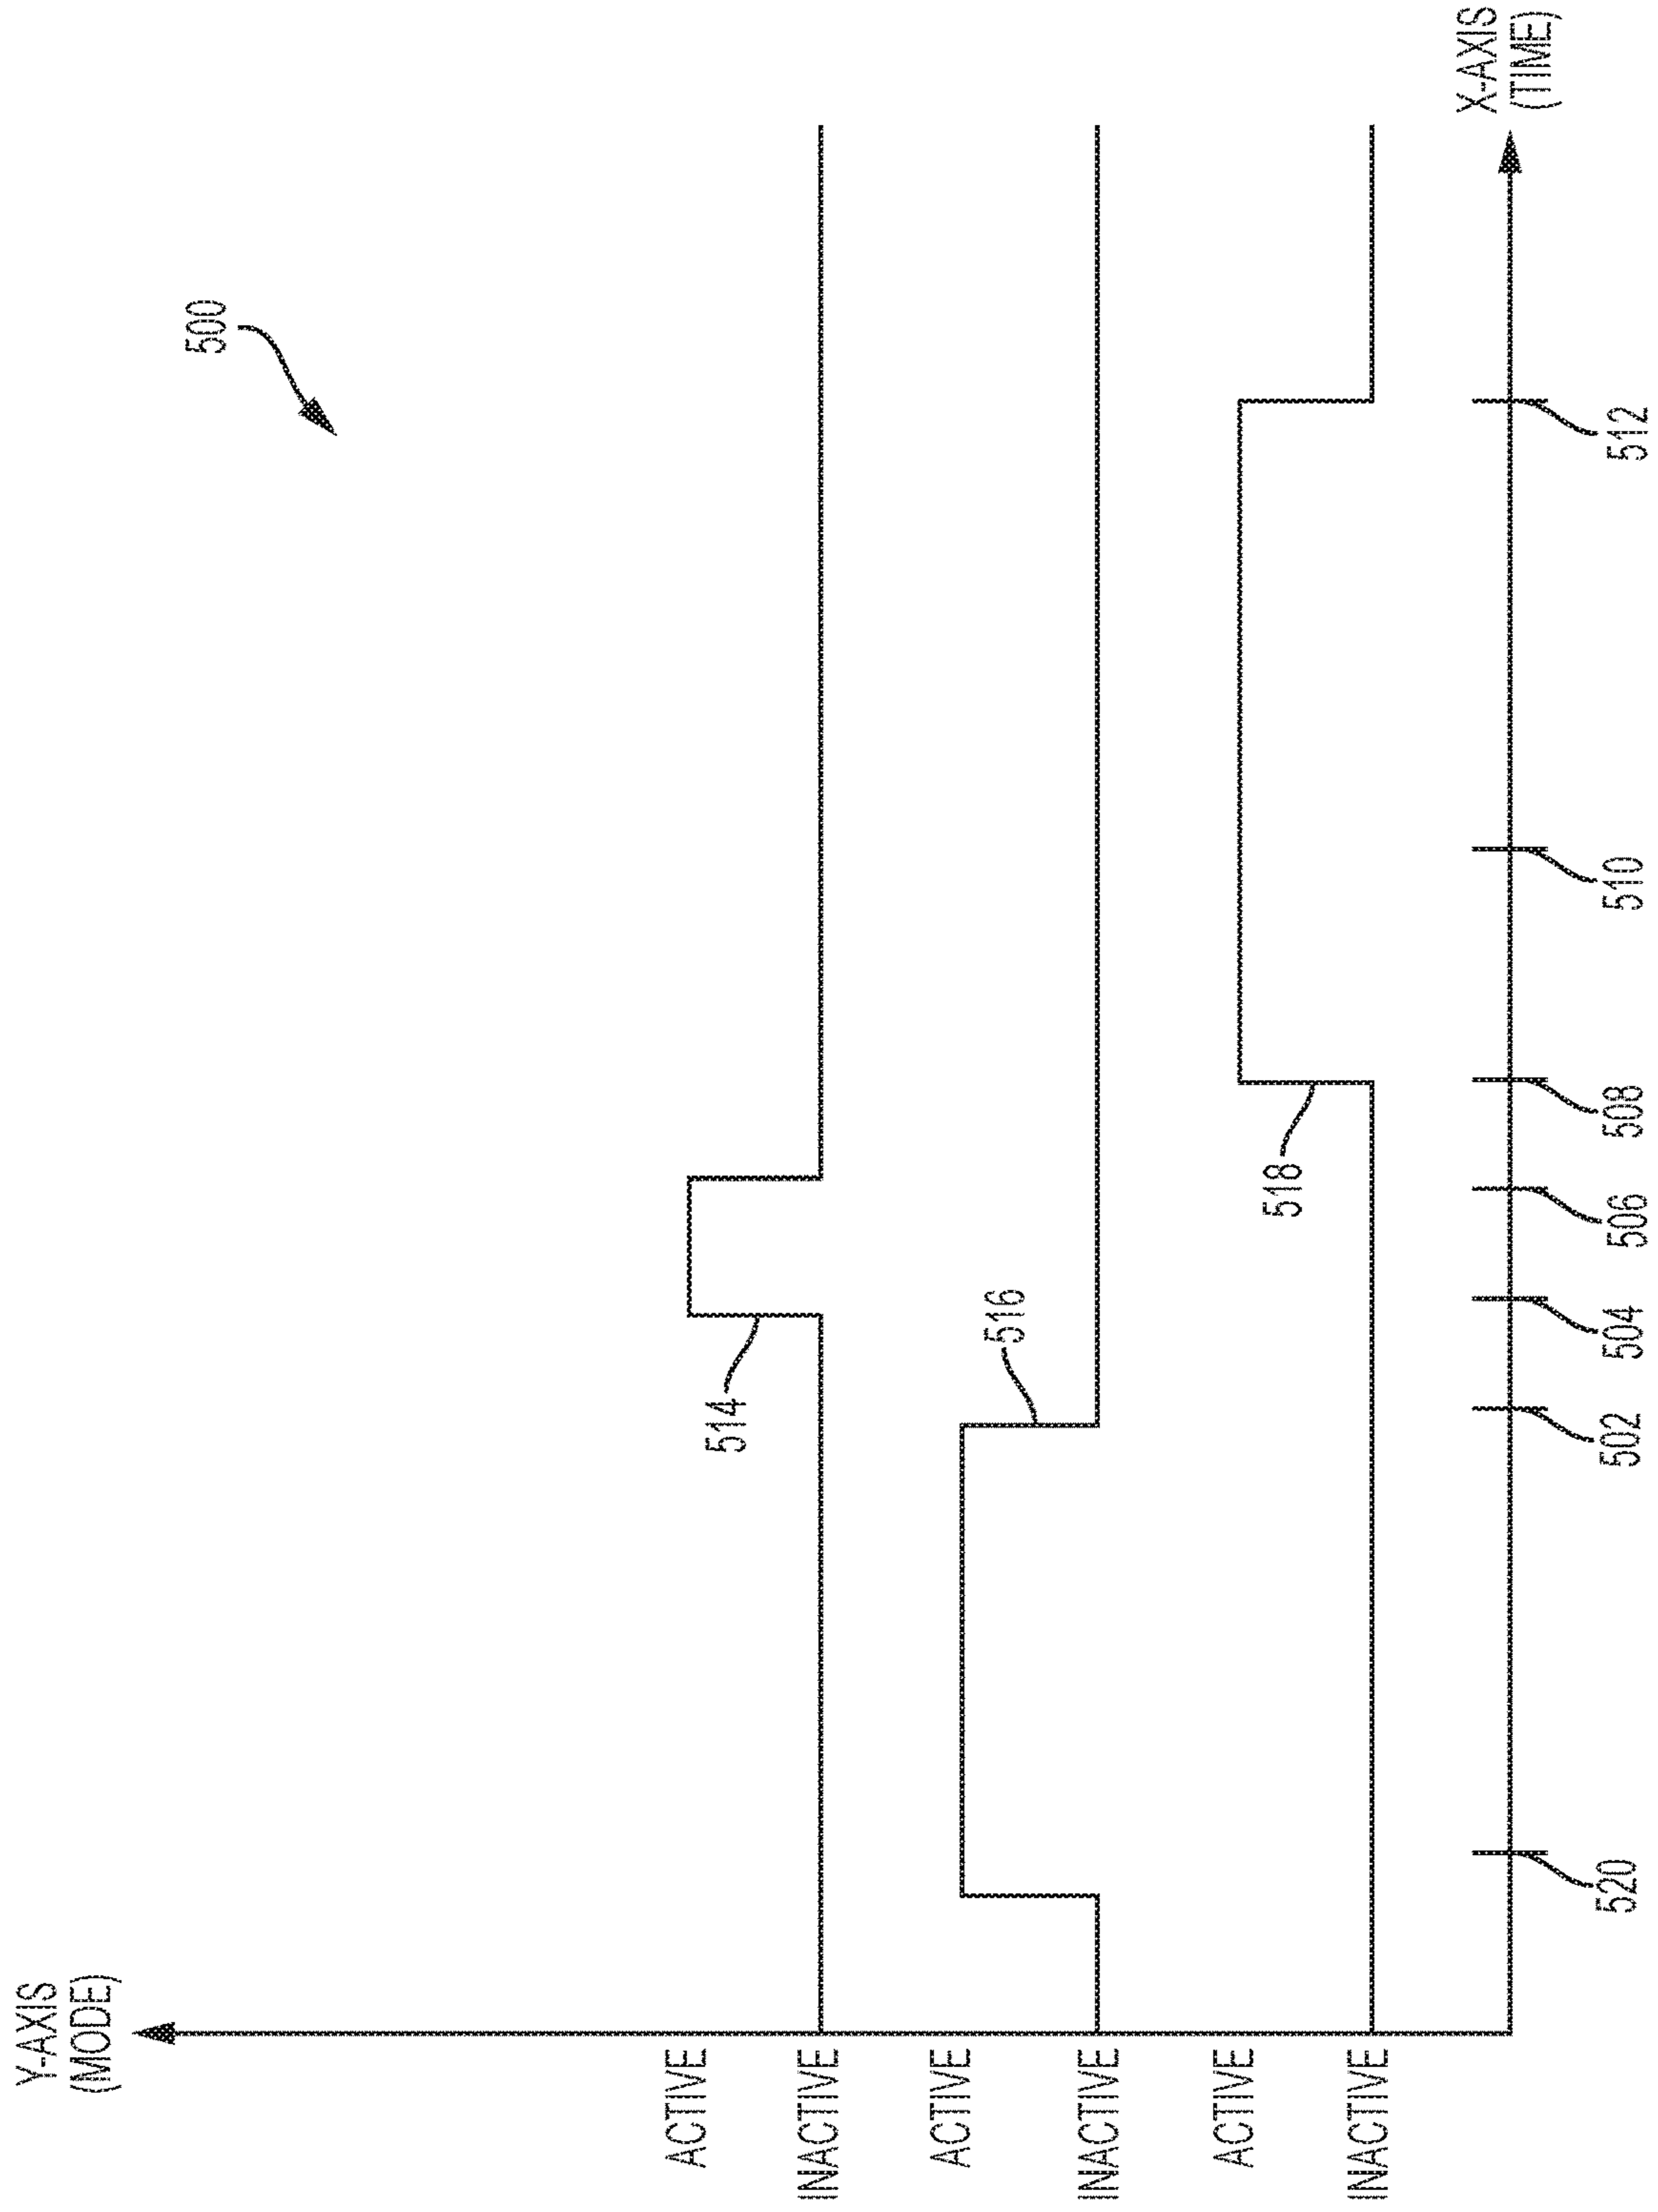 Y-AXIS
(MODE)
500
ACTIVE
514
INACTIVE
ACTIVE
516
INACTIVE
ACTIVE
518
INACTIVE
X-AXIS
(TIME)
520
502
504
506
508
510
512